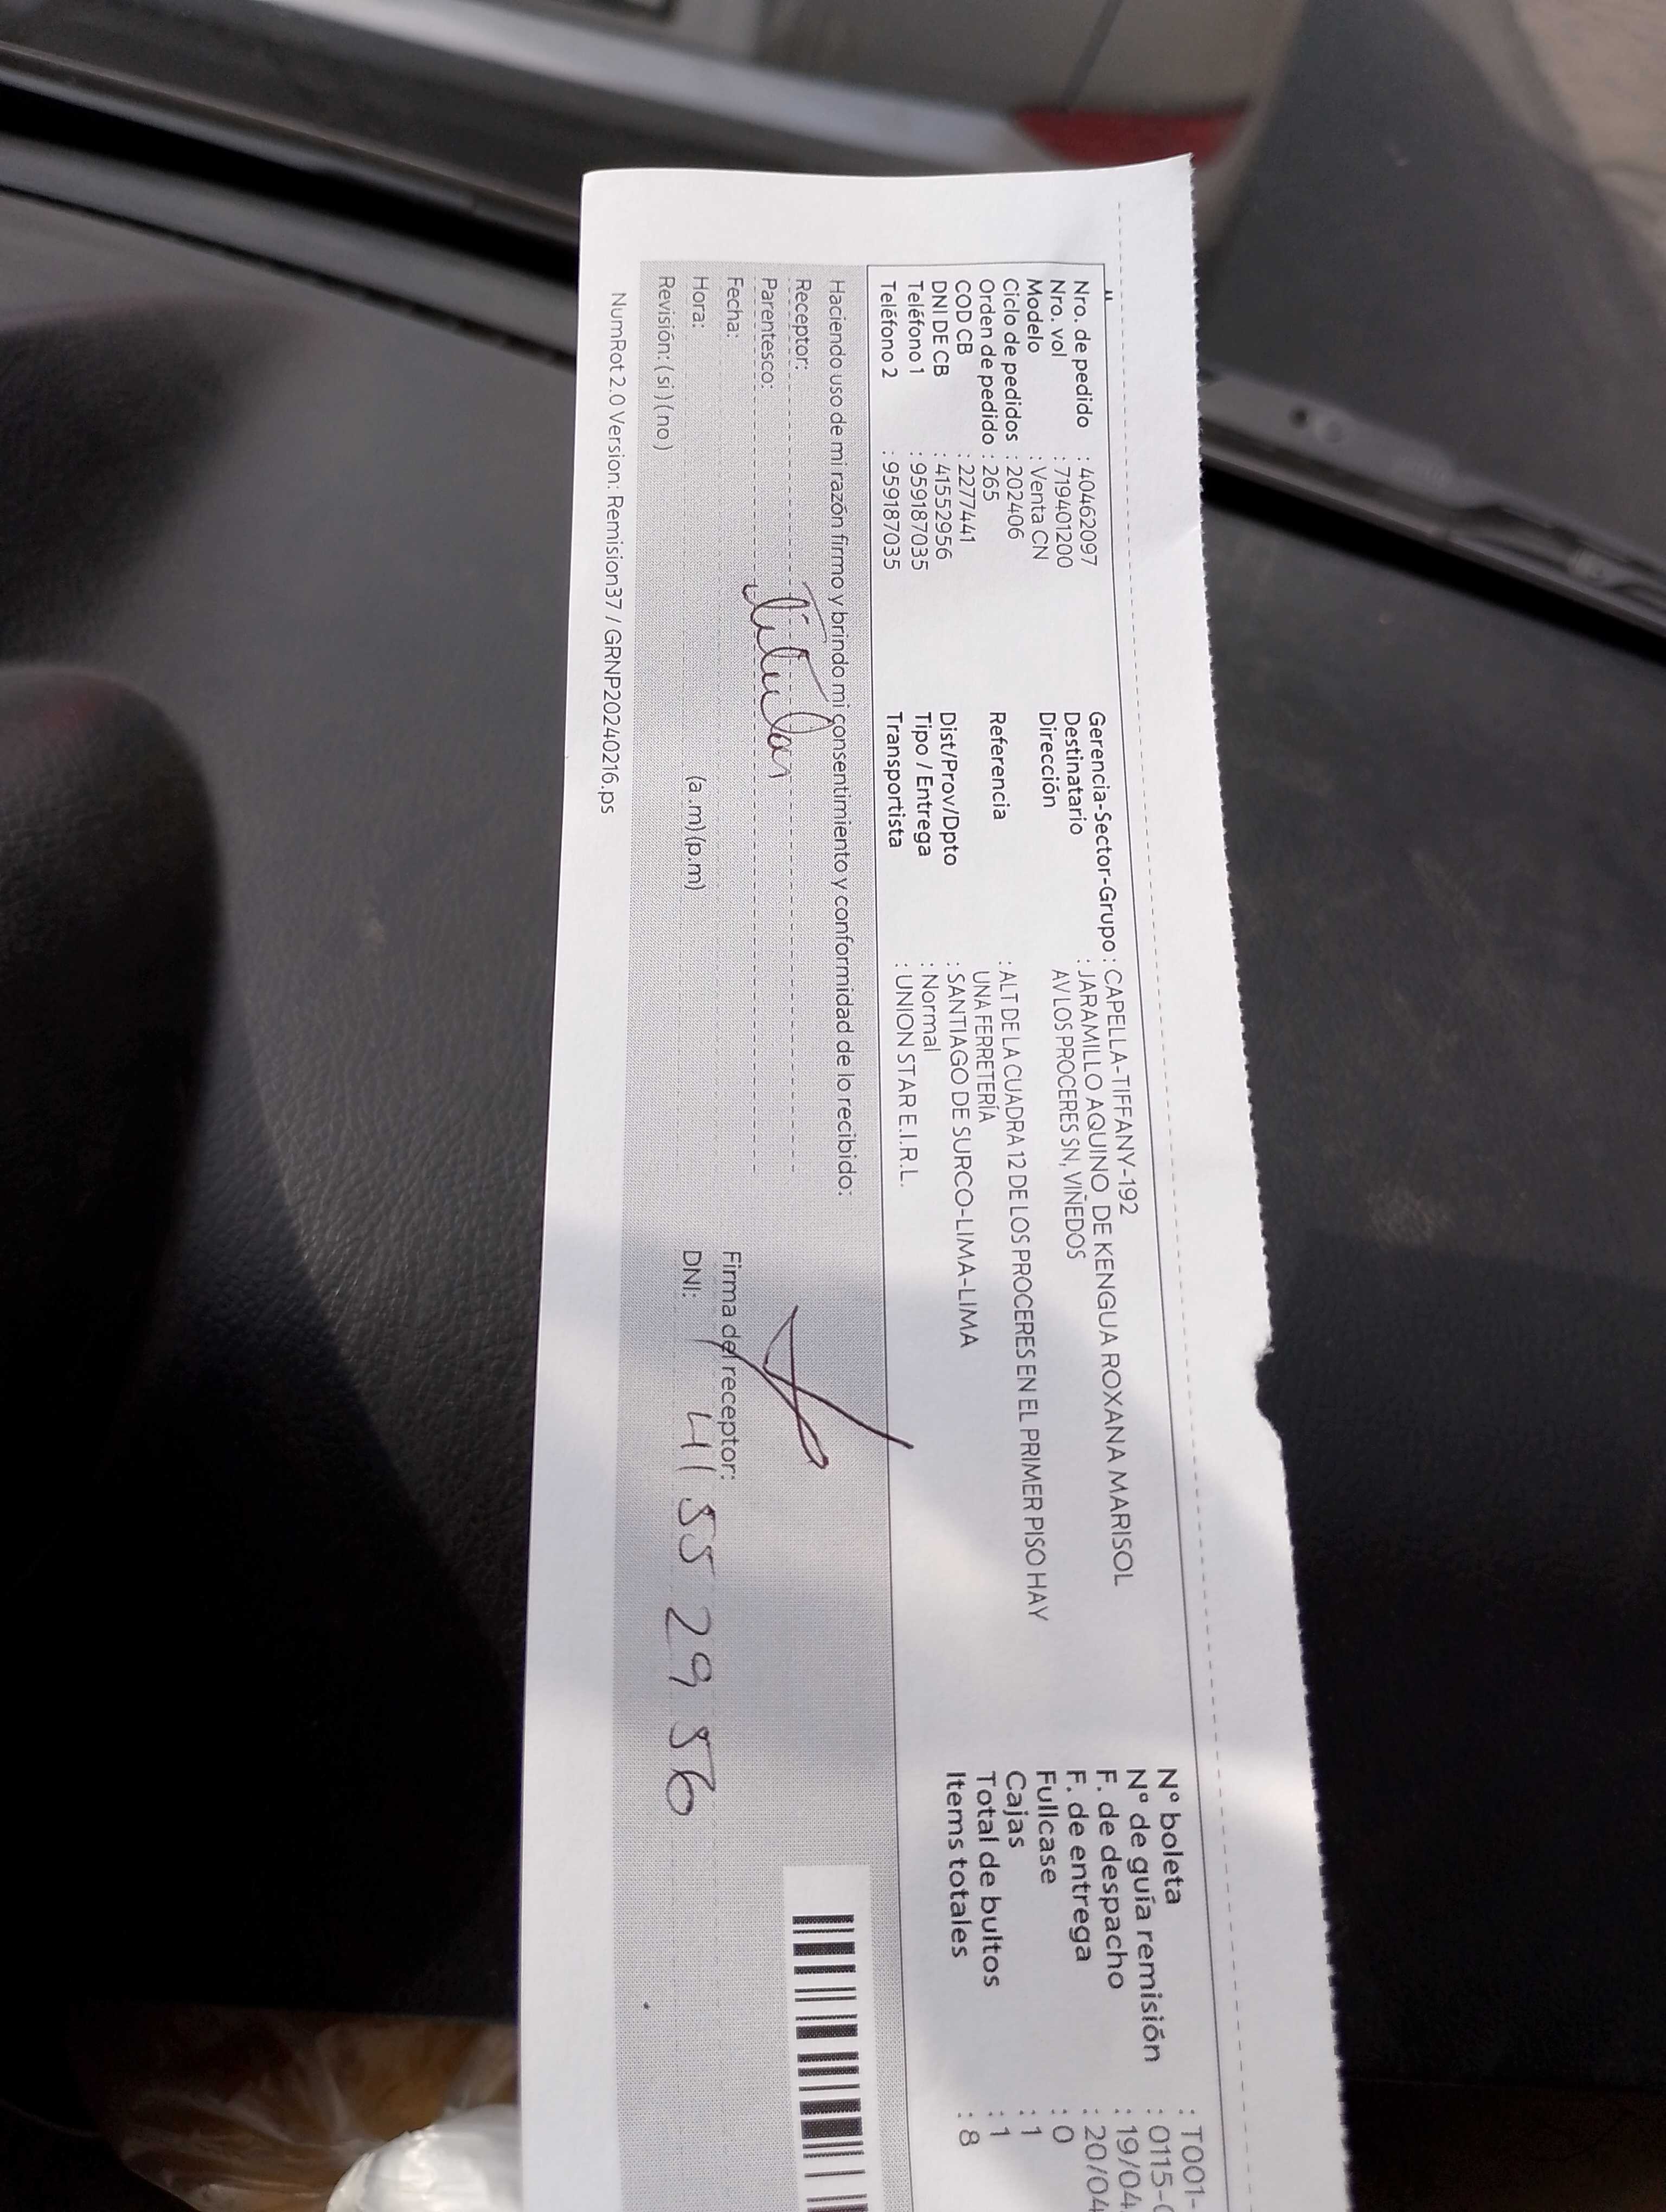 Nro. de pedido : 40462097
Nro. vol : 719401200
Modelo : Venta CN
Ciclo de pedidos : 202406
Orden de pedido : 265
COD CB : 2277441
DNI DE CB : 41552956
Teléfono 1 : 959187035
Teléfono 2 : 959187035
Gerencia-Sector-Grupo : CAPELLA-TIFFANY-192
Destinatario : JARAMILLO AQUINO DE KENGUA ROXANA MARISOL
Dirección AV LOS PROCERES SN, VIÑEDOS
Referencia : ALT DE LA CUADRA 12 DE LOS PROCERES EN EL PRIMER PISO HAY
UNA FERRETERÍA
Dist/Prov/Dpto : SANTIAGO DE SURCO-LIMA-LIMA
Tipo / Entrega : Normal
Transportista : UNION STAR E.I.R.L.
Nº boleta : T001-
Nº de guía remisión : 0115-
F. de despacho : 19/04
F. de entrega : 20/04
Fullcase : 0
Cajas : 1
Total de bultos : 1
Items totales : 8
Haciendo uso de mi razón firmo y brindo mi consentimiento y conformidad de lo recibido:
Receptor:
Parentesco: Titular
Fecha:
Hora: (a .m) (p.m)
Revisión: ( si ) ( no )
Firma del receptor:
DNI: 41 55 29 56
NumRot 2.0 Version: Remision37 / GRNP20240216.ps